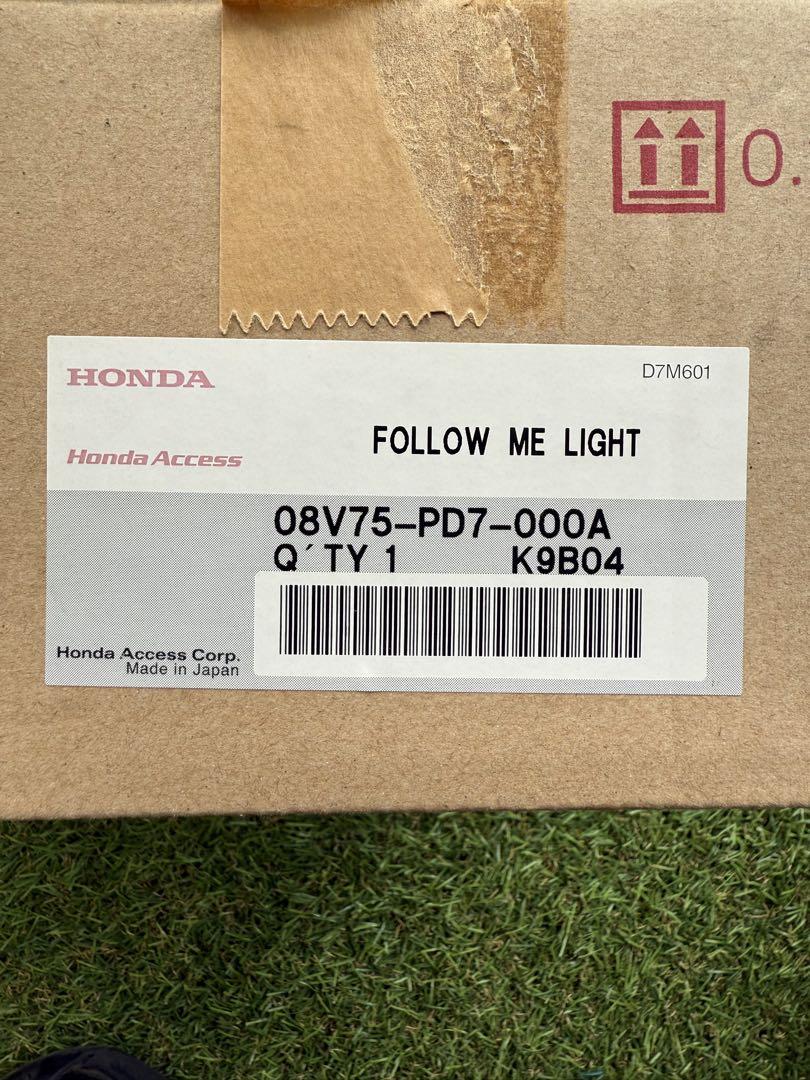 0.
HONDA
D7M601
Honda Access
FOLLOW ME LIGHT
08V75-PD7-000A
Q´TY 1 K9B04
Honda Access Corp.
Made in Japan